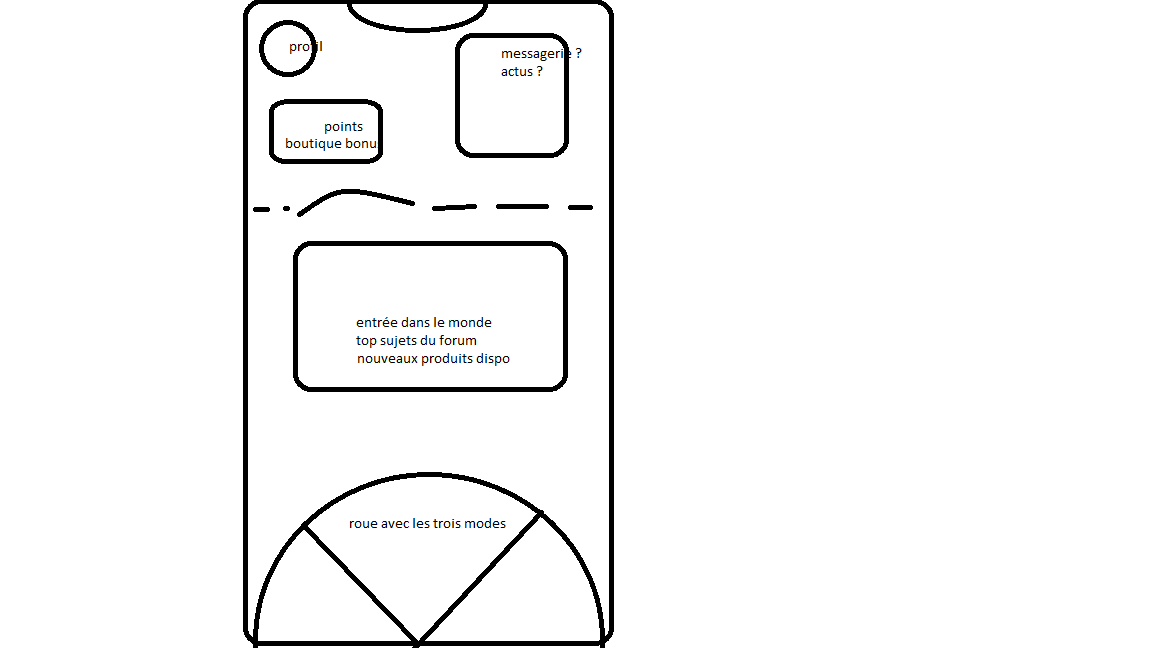 profil
messagerie ?
actus ?
points
boutique bonu
entrée dans le monde
top sujets du forum
nouveaux produits dispo
roue avec les trois modes